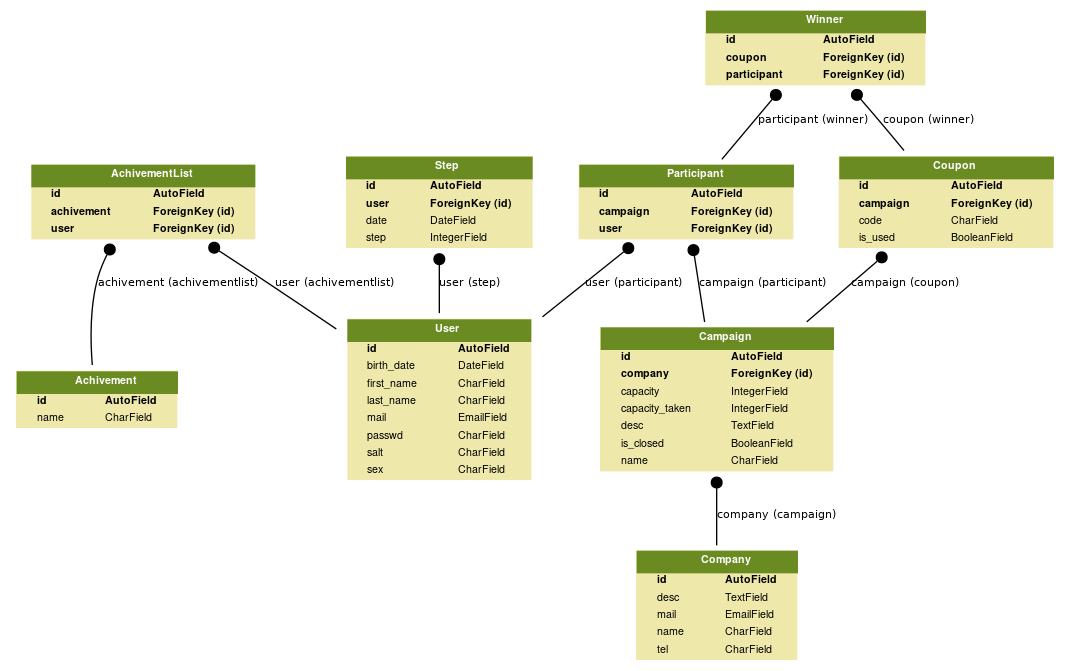 Winner
id AutoField
coupon ForeignKey (id)
participant ForeignKey (id)
participant (winner)
coupon (winner)
AchivementList
id AutoField
achivement ForeignKey (id)
user ForeignKey (id)
Step
id AutoField
user ForeignKey (id)
date DateField
step IntegerField
Participant
id AutoField
campaign ForeignKey (id)
user ForeignKey (id)
Coupon
id AutoField
campaign ForeignKey (id)
code CharField
is_used BooleanField
achivement (achivementlist)
user (achivementlist)
user (step)
user (participant)
campaign (participant)
campaign (coupon)
Achivement
id AutoField
name CharField
User
id AutoField
birth_date DateField
first_name CharField
last_name CharField
mail EmailField
passwd CharField
salt CharField
sex CharField
Campaign
id AutoField
company ForeignKey (id)
capacity IntegerField
capacity_taken IntegerField
desc TextField
is_closed BooleanField
name CharField
company (campaign)
Company
id AutoField
desc TextField
mail EmailField
name CharField
tel CharField